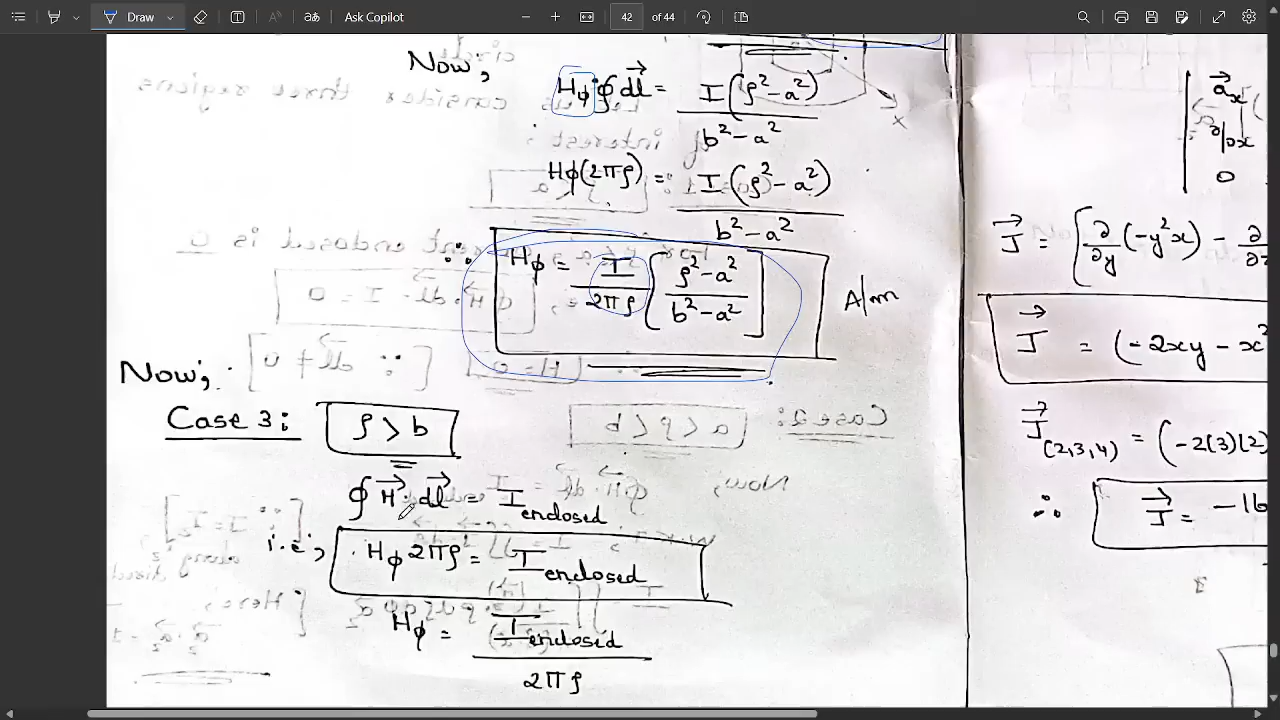 Draw
Ask Copilot
42 of 44
Now,
Hϕ ∮ dl⃗ = I(ρ² − a²) / b² − a²
Hϕ(2πρ) = I(ρ² − a²) / b² − a²
∴ Hϕ = I / 2πρ [ρ² − a² / b² − a²] A/m
Now,
Case 3: ρ > b
∮ H⃗ · dl⃗ = I enclosed
i.e., Hϕ 2πρ = I enclosed
Hϕ = I enclosed / 2πρ
a⃗x
∂/∂x
0
J⃗ = [∂/∂y (−y²x) − ∂/∂z
J⃗ = (−2xy − x²
J⃗(2,3,4) = (−2(3)(2)
∴ J⃗ = −16